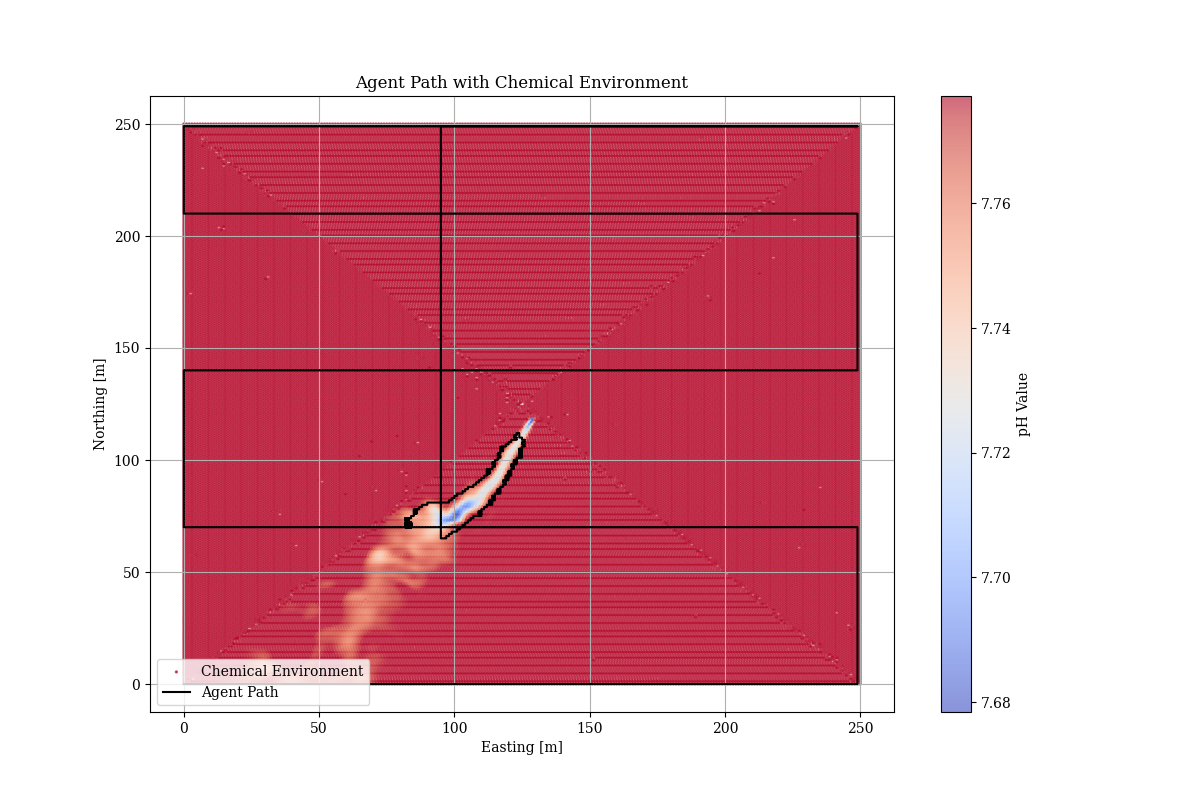 Agent Path with Chemical Environment
250
200
150
100
50
0
Northing [m]
Chemical Environment
Agent Path
0 50 100 150 200 250
Easting [m]
7.76
7.74
7.72
7.70
7.68
pH Value